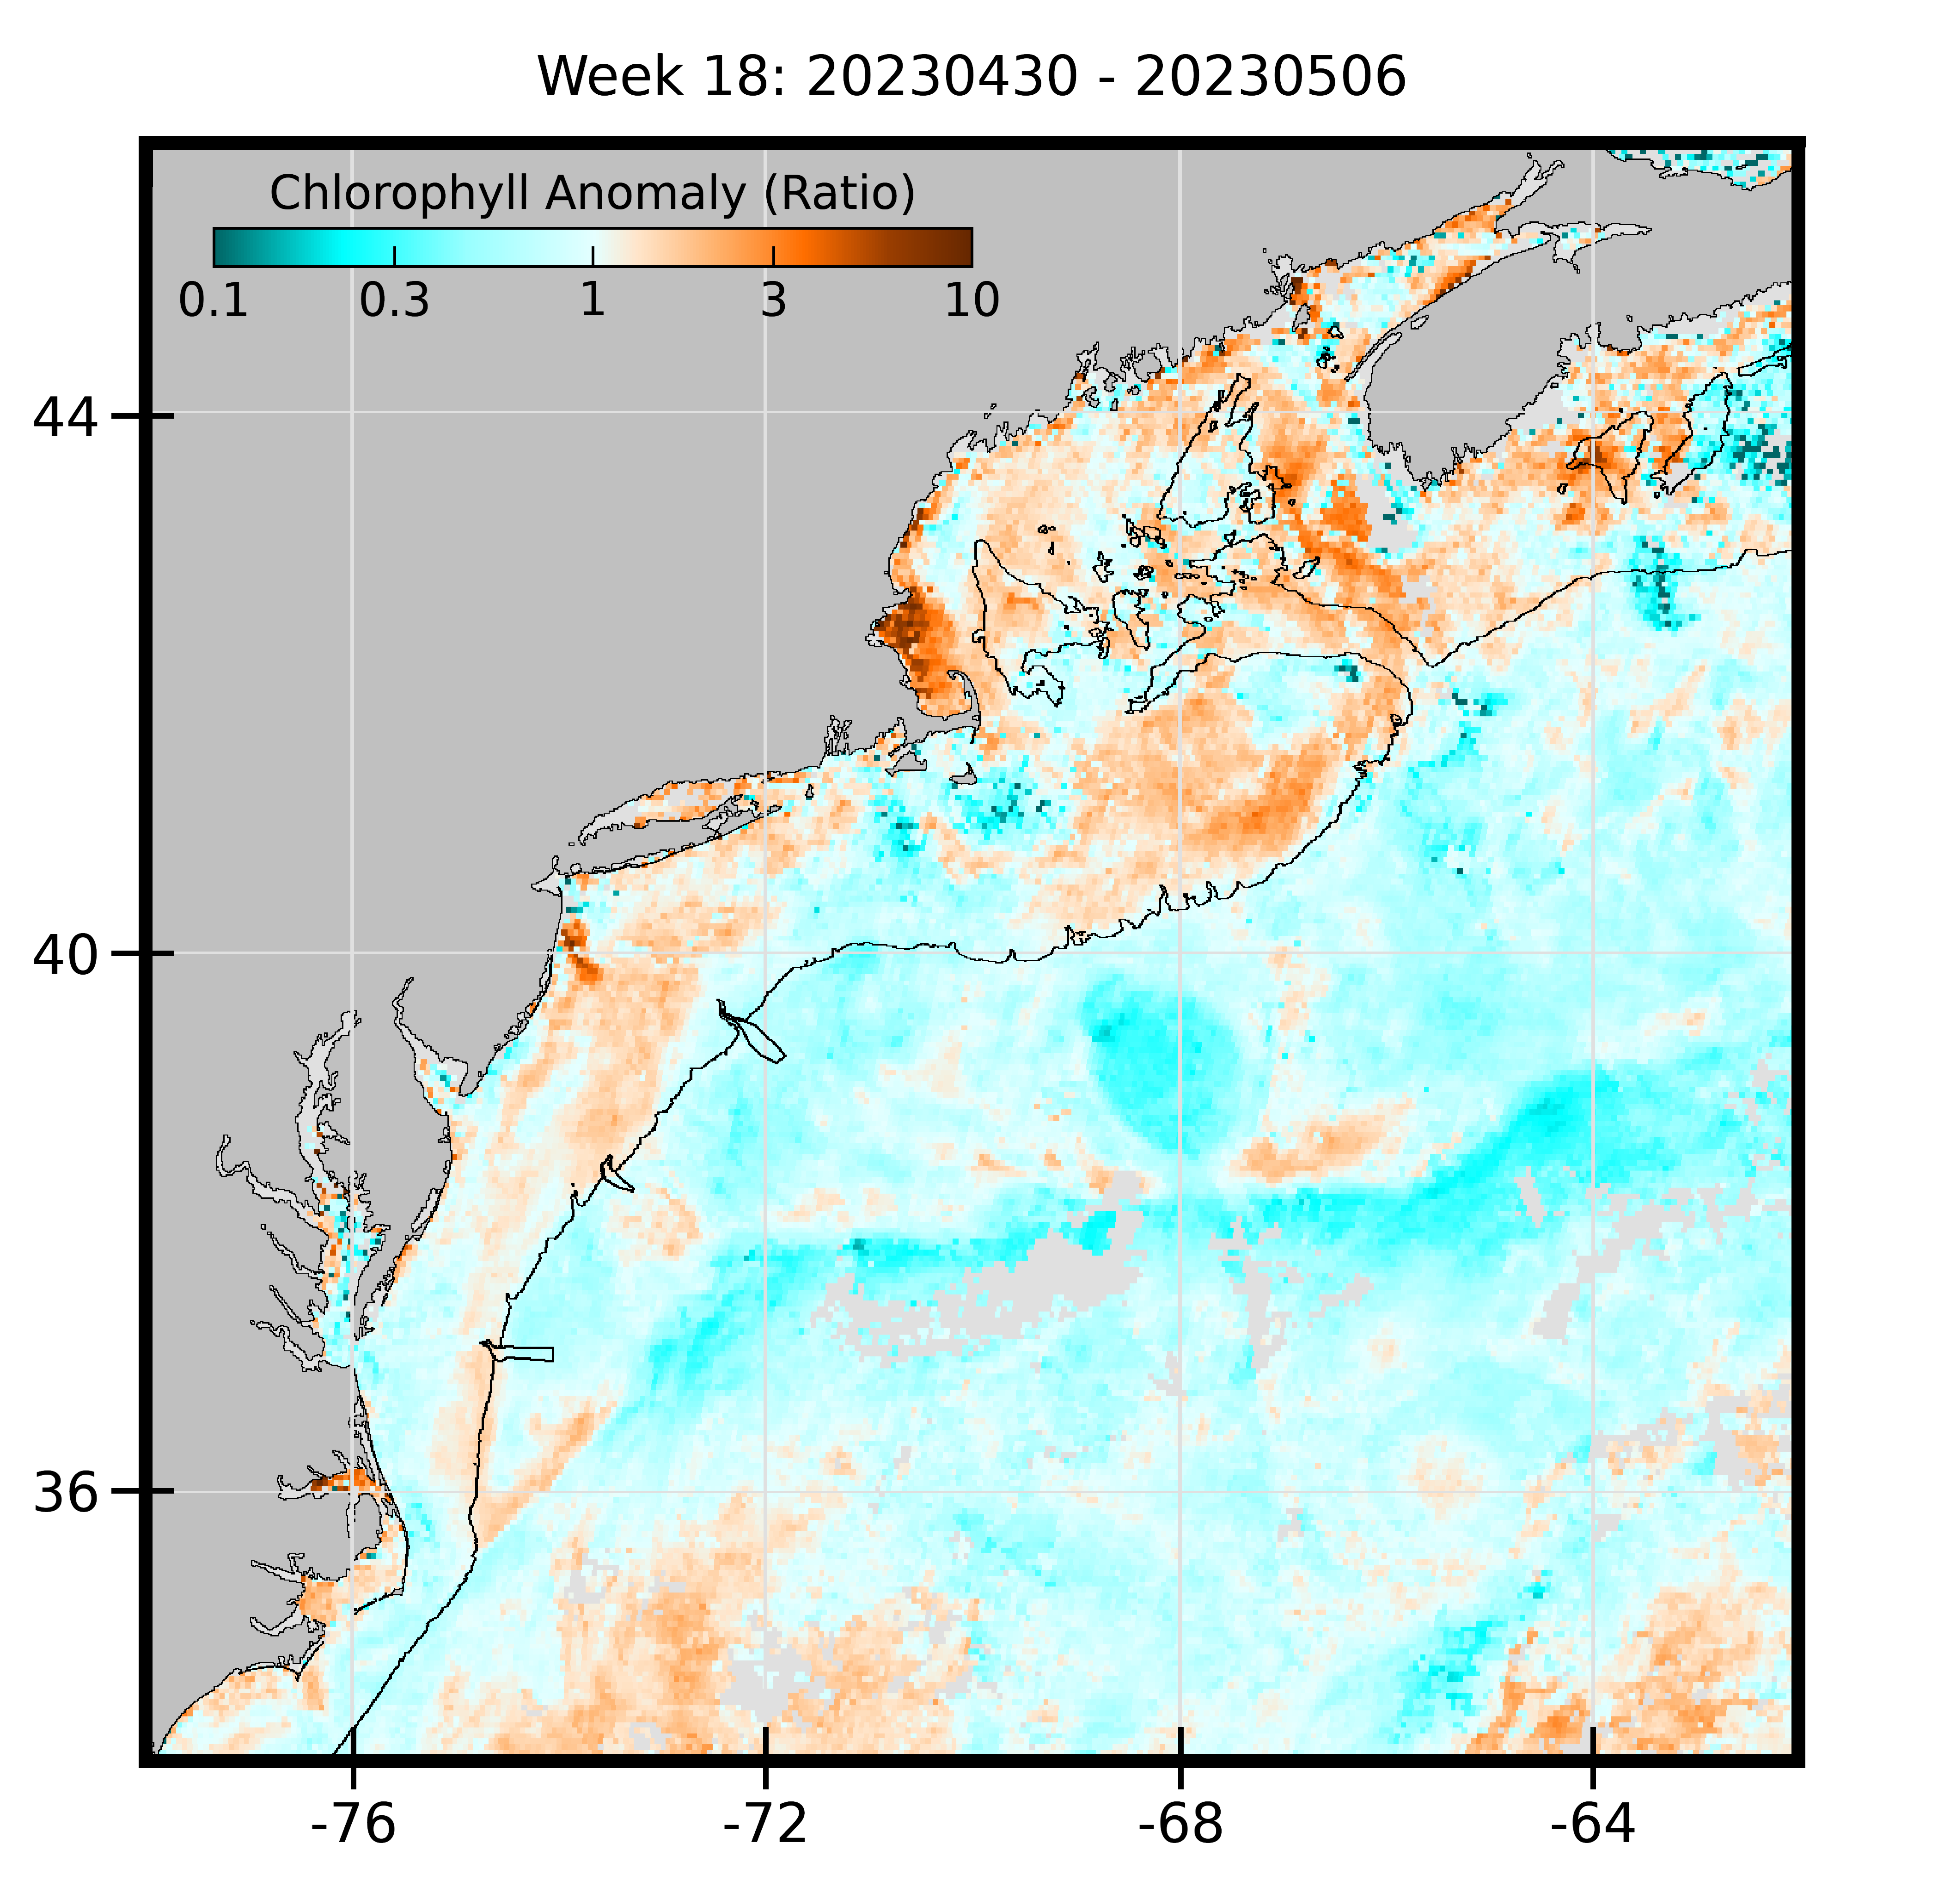 Week 18: 20230430 - 20230506
Chlorophyll Anomaly (Ratio)
0.1 0.3 1 3 10
44
40
36
-76 -72 -68 -64